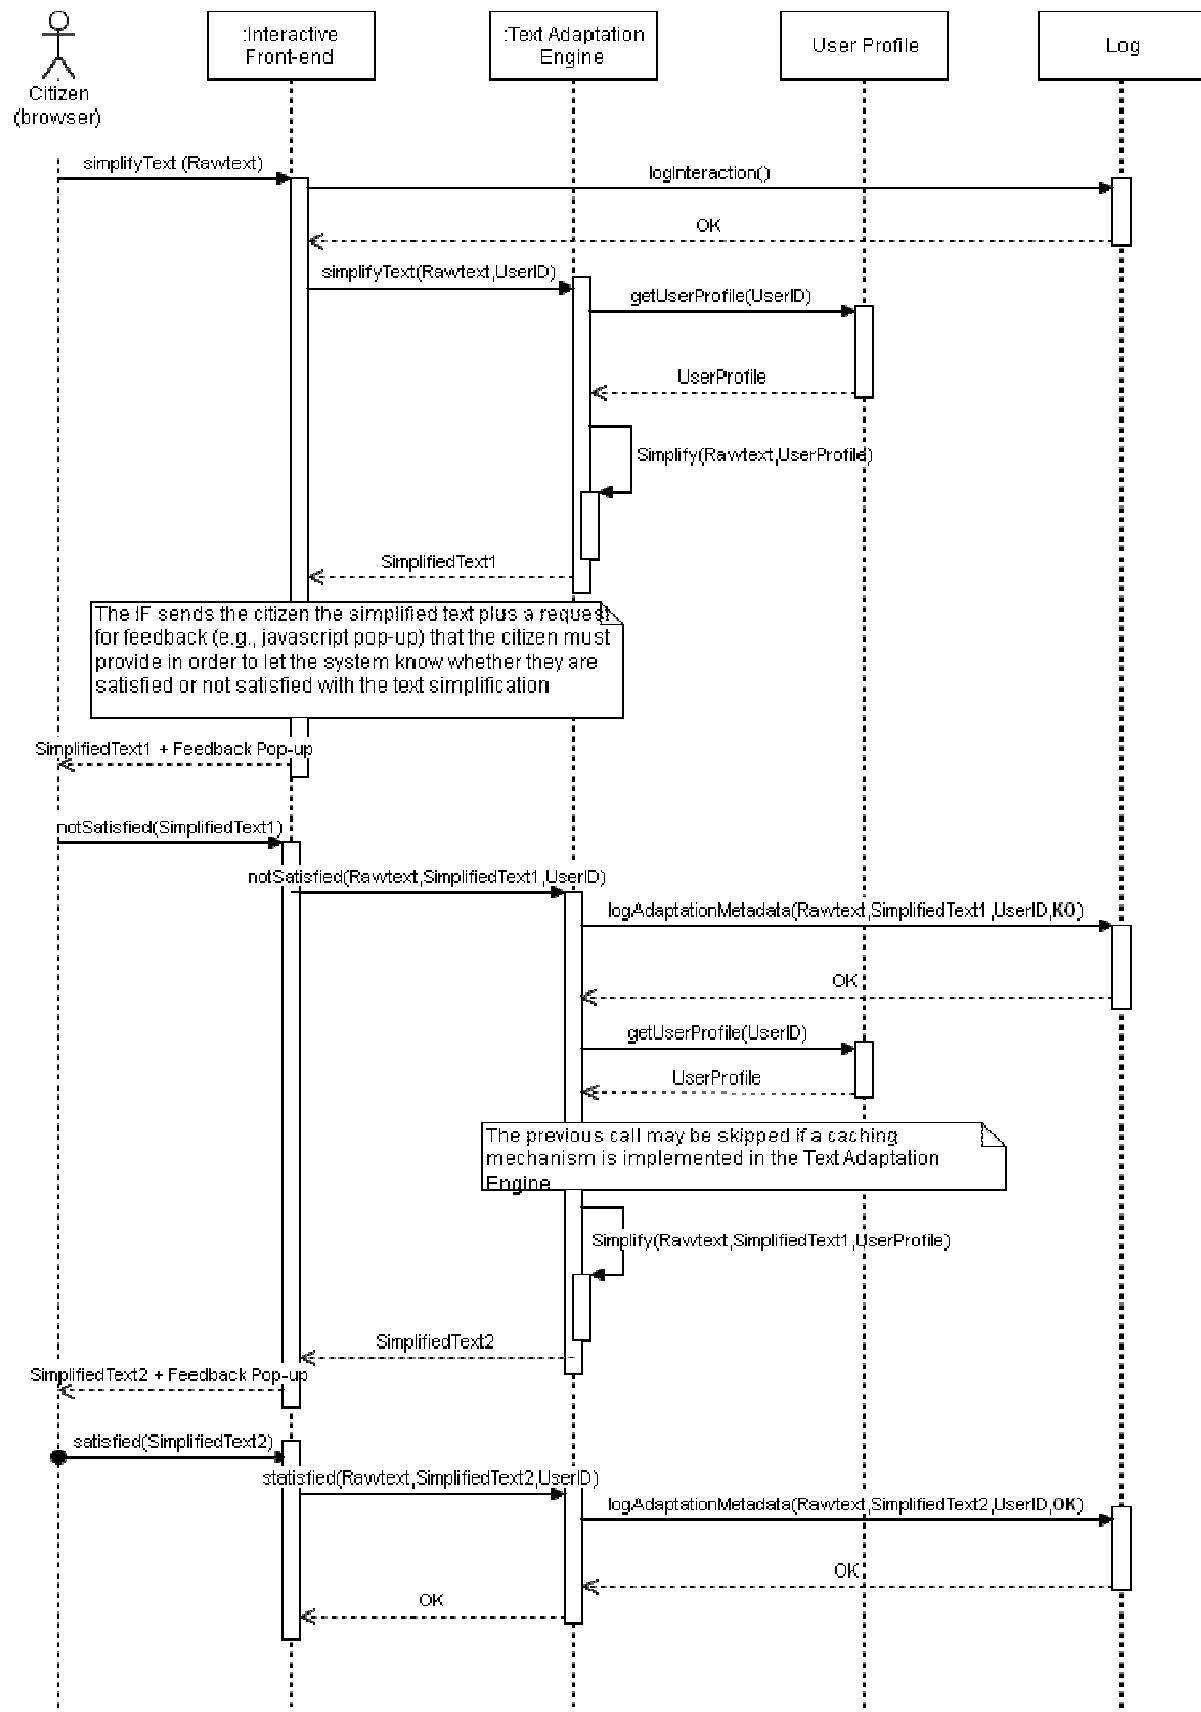 :Interactive
Front-end
:Text Adaptation
Engine
User Profile
Log
Citizen
(browser)
simplifyText (Rawtext)
logInteraction()
OK
simplifyText(Rawtext,UserID)
getUserProfile(UserID)
UserProfile
Simplify(Rawtext,UserProfile)
SimplifiedText1
The IF sends the citizen the simplified text plus a request
for feedback (e.g., javascript pop-up) that the citizen must
provide in order to let the system know whether they are
satisfied or not satisfied with the text simplification
SimplifiedText1 + Feedback Pop-up
notSatisfied(SimplifiedText1)
notSatisfied(Rawtext,SimplifiedText1,UserID)
logAdaptationMetadata(Rawtext,SimplifiedText1,UserID,KO)
OK
getUserProfile(UserID)
UserProfile
The previous call may be skipped if a caching
mechanism is implemented in the Text Adaptation
Engine
Simplify(Rawtext,SimplifiedText1,UserProfile)
SimplifiedText2
SimplifiedText2 + Feedback Pop-up
satisfied(SimplifiedText2)
statisfied(Rawtext,SimplifiedText2,UserID)
logAdaptationMetadata(Rawtext,SimplifiedText2,UserID,OK)
OK
OK